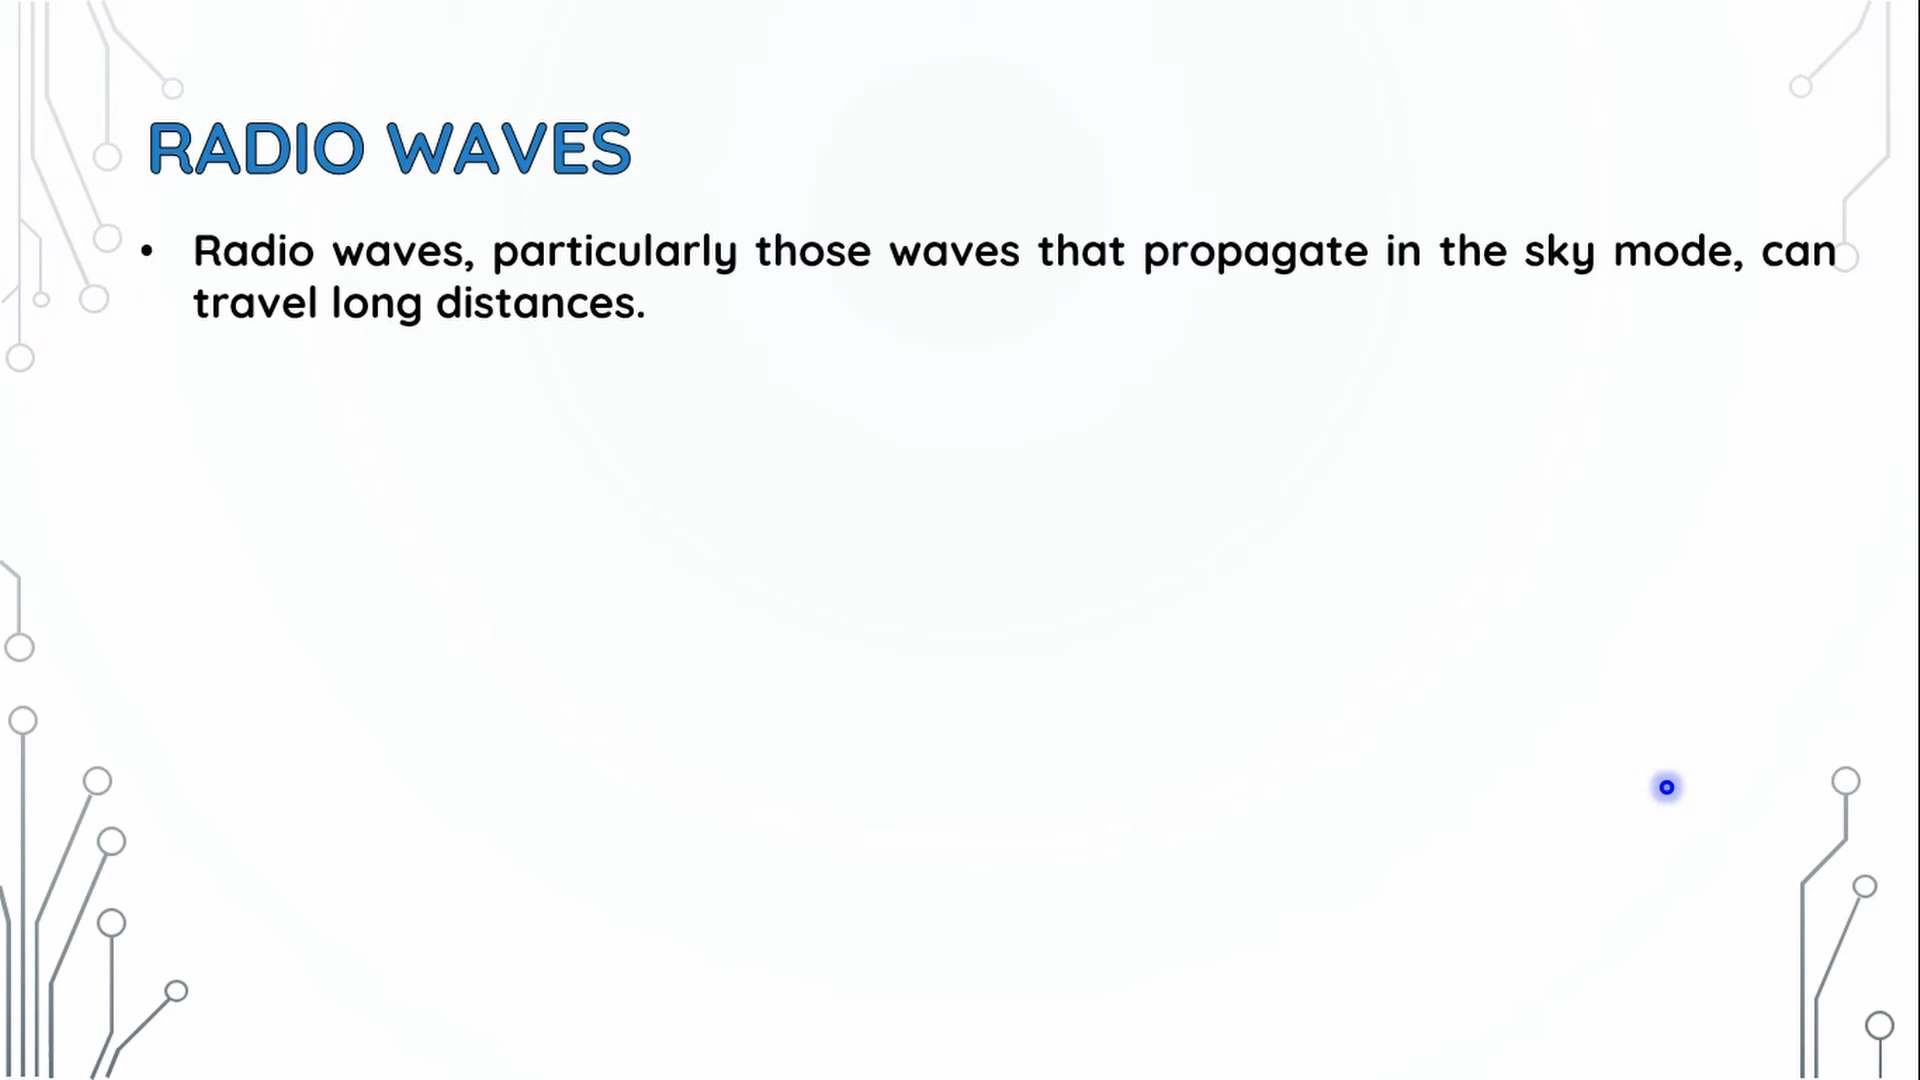 RADIO WAVES
• Radio waves, particularly those waves that propagate in the sky mode, can
travel long distances.